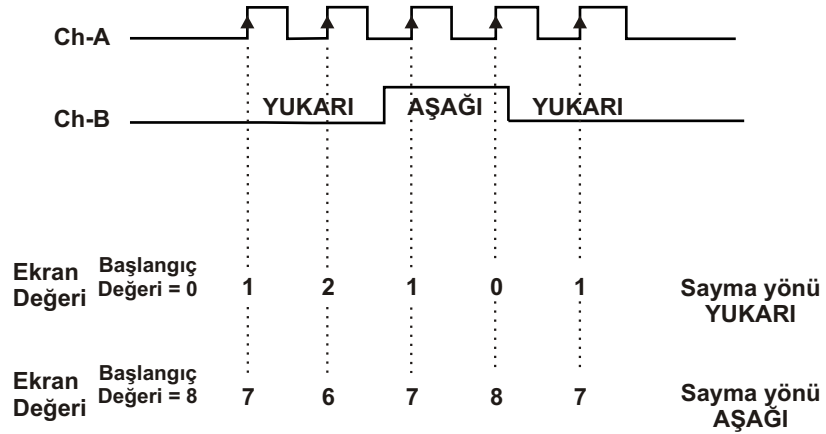 Ch-A
YUKARI AŞAĞI YUKARI
Ch-B
Ekran Değeri
Başlangıç Değeri = 0
1 2 1 0 1
Sayma yönü
YUKARI
Ekran Değeri
Başlangıç Değeri = 8
7 6 7 8 7
Sayma yönü
AŞAĞI